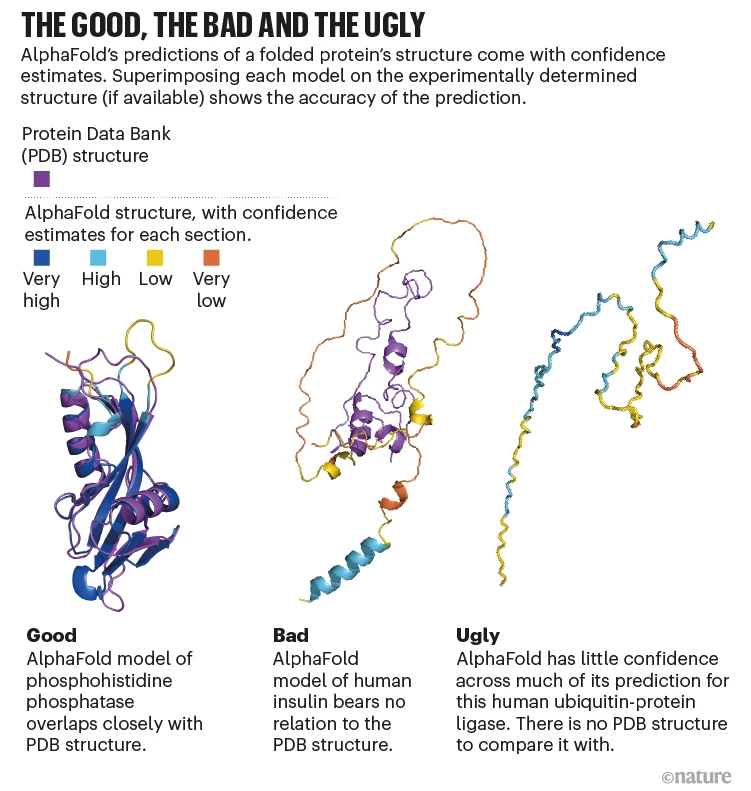 THE GOOD, THE BAD AND THE UGLY
AlphaFold’s predictions of a folded protein’s structure come with confidence
estimates. Superimposing each model on the experimentally determined
structure (if available) shows the accuracy of the prediction.
Protein Data Bank
(PDB) structure
AlphaFold structure, with confidence
estimates for each section.
Very
high
High
Low
Very
low
Good
AlphaFold model of
phosphohistidine
phosphatase
overlaps closely with
PDB structure.
Bad
AlphaFold
model of human
insulin bears no
relation to the
PDB structure.
Ugly
AlphaFold has little confidence
across much of its prediction for
this human ubiquitin-protein
ligase. There is no PDB structure
to compare it with.
©nature